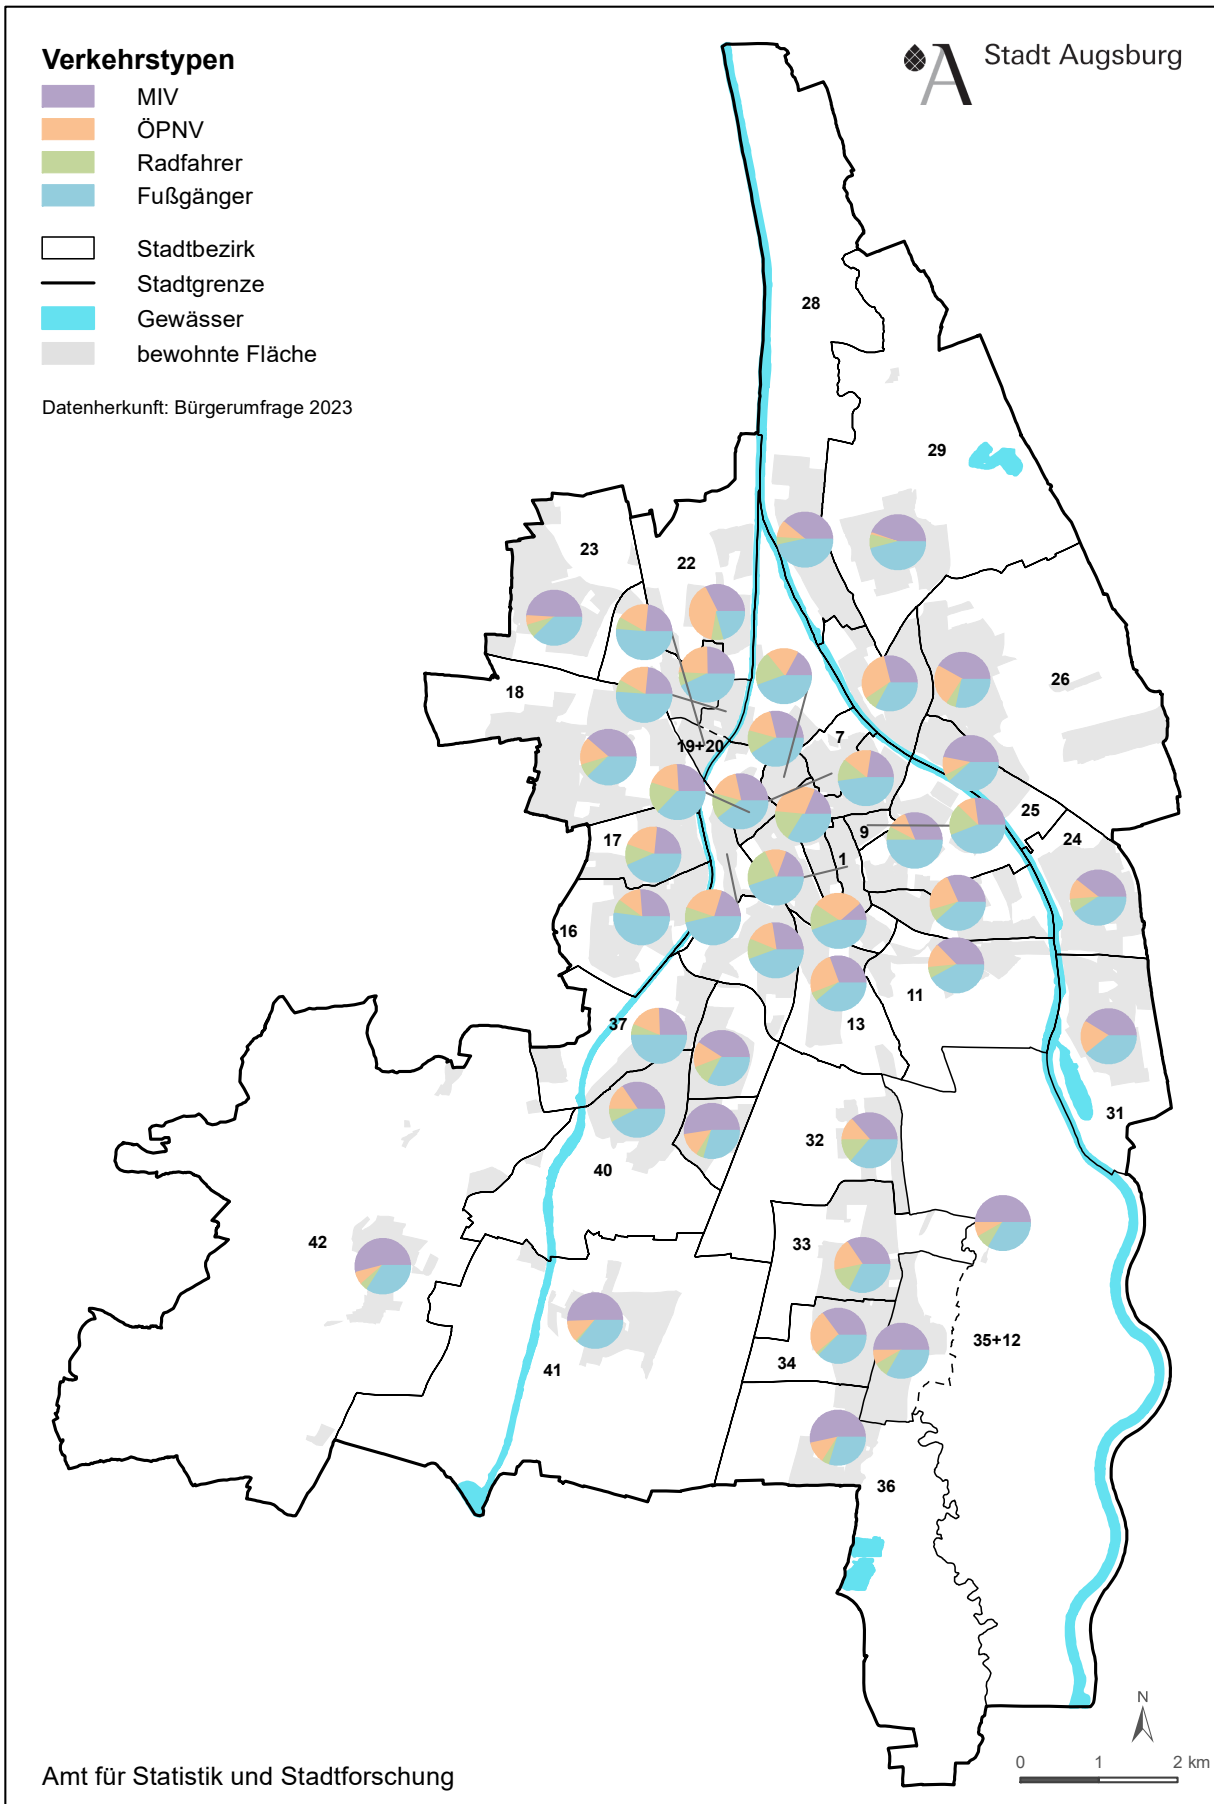 Verkehrstypen
MIV
ÖPNV
Radfahrer
Fußgänger
Stadtbezirk
Stadtgrenze
Gewässer
bewohnte Fläche
Datenherkunft: Bürgerumfrage 2023
A Stadt Augsburg
28
29
23
22
26
18
19+20
7
25
24
17
9
1
16
11
37
13
31
32
40
42
33
35+12
34
41
36
N
0 1 2 km
Amt für Statistik und Stadtforschung